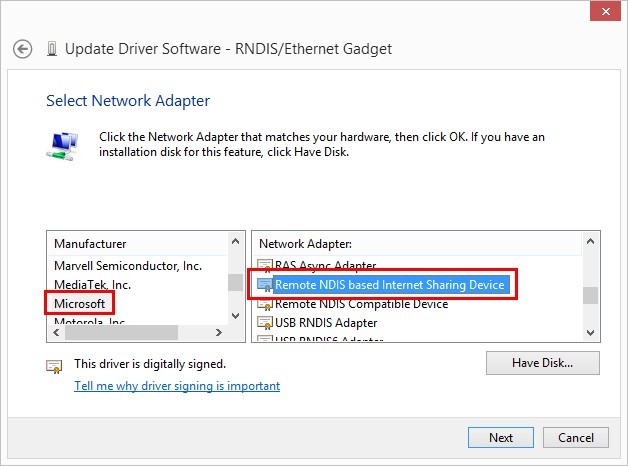 Update Driver Software - RNDIS/Ethernet Gadget
Select Network Adapter
Click the Network Adapter that matches your hardware, then click OK. If you have an
installation disk for this feature, click Have Disk.
Manufacturer
Marvell Semiconductor, Inc.
MediaTek, Inc.
Microsoft
Motorola, Inc.
Network Adapter:
RAS Async Adapter
Remote NDIS based Internet Sharing Device
Remote NDIS Compatible Device
USB RNDIS Adapter
USB RNDIS6 Adapter
This driver is digitally signed.
Tell me why driver signing is important
Have Disk...
Next
Cancel